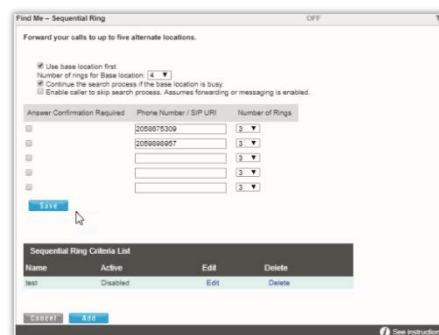 Find Me – Sequential Ring OFF
Forward your calls to up to five alternate locations.
Use base location first
Number of rings for Base location: 4
Continue the search process if the base location is busy.
Enable caller to skip search process. Assumes forwarding or messaging is enabled.
Answer Confirmation Required Phone Number / SIP URI Number of Rings
2058675309 3
2059898957 3
3
3
3
Save
Sequential Ring Criteria List
Name Active Edit Delete
test Disabled Edit Delete
Cancel Add
See instruction